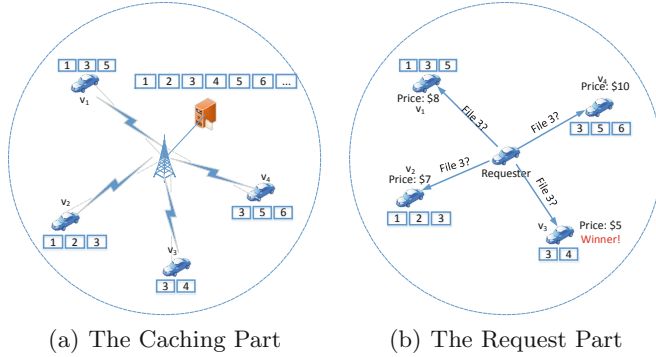 1 3 5
v1
1 2 3 4 5 6 ...
v2
1 2 3
v3
3 4
v4
3 5 6
(a) The Caching Part
1 3 5
Price: $8
v1
File 3?
v4
Price: $10
File 3?
3 5 6
Requester
v2
Price: $7
File 3?
1 2 3
File 3?
v3
Price: $5
Winner!
3 4
(b) The Request Part